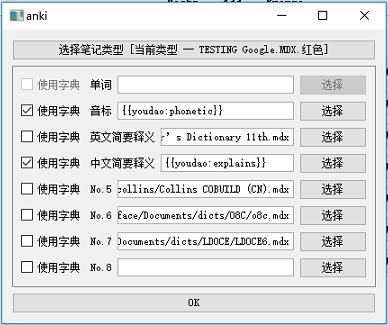 anki
选择笔记类型 [当前类型 一 TESTING Google.MDX.红色]
使用字典 单词 选择
使用字典 音标 {{youdao:phonetic}} 选择
使用字典 英文简要释义 r’s Dictionary 11th.mdx 选择
使用字典 中文简要释义 {{youdao:explains}} 选择
使用字典 No.5 collins/Collins COBUILD (CN).mdx 选择
使用字典 No.6 face/Documents/dicts/O8C/o8c.mdx 选择
使用字典 No.7 Documents/dicts/LDOCE/LDOCE6.mdx 选择
使用字典 No.8 选择
OK